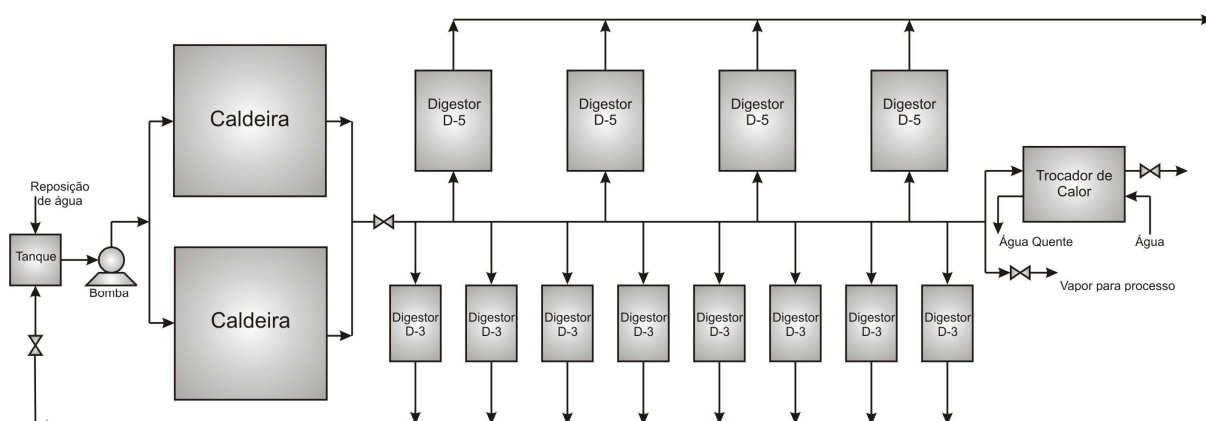 Caldeira
Digestor
D-5
Digestor
D-5
Digestor
D-5
Digestor
D-5
Trocador de
Calor
Reposição
de água
Tanque
Bomba
Água Quente
Água
Vapor para processo
Caldeira
Digestor
D-3
Digestor
D-3
Digestor
D-3
Digestor
D-3
Digestor
D-3
Digestor
D-3
Digestor
D-3
Digestor
D-3